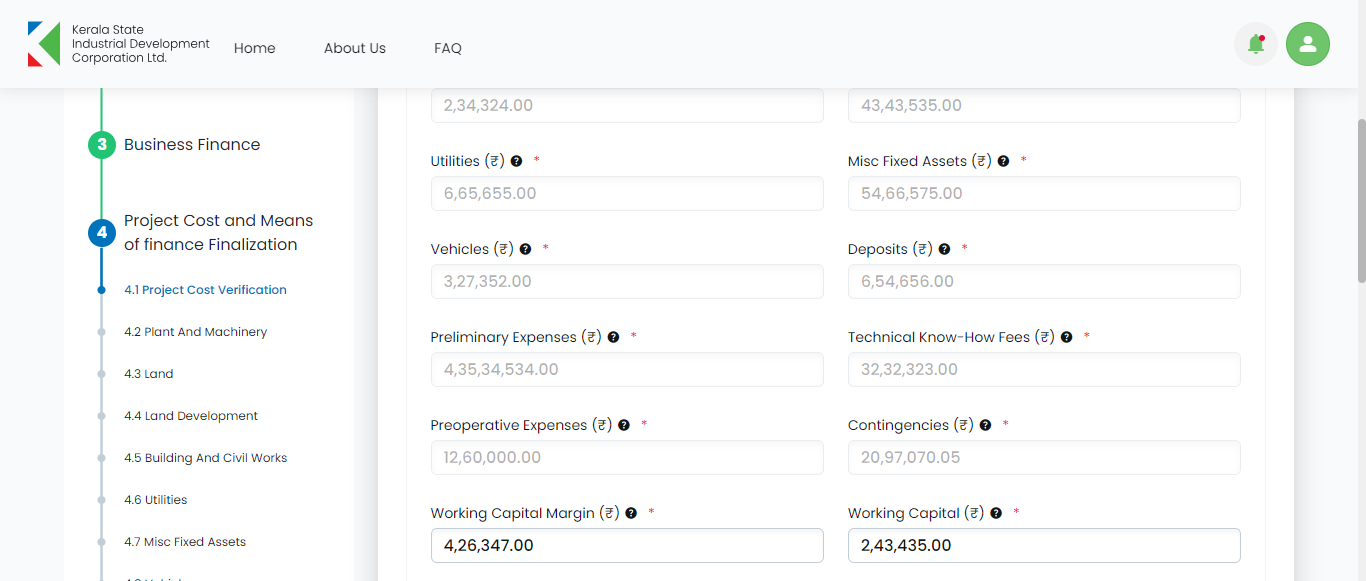 Kerala State
Industrial Development
Corporation Ltd.
Home
About Us
FAQ
3
Business Finance
4
Project Cost and Means
of finance Finalization
4.1 Project Cost Verification
4.2 Plant And Machinery
4.3 Land
4.4 Land Development
4.5 Building And Civil Works
4.6 Utilities
4.7 Misc Fixed Assets
2,34,324.00
43,43,535.00
Utilities (₹) ? *
Misc Fixed Assets (₹) ? *
6,65,655.00
54,66,575.00
Vehicles (₹) ? *
Deposits (₹) ? *
3,27,352.00
6,54,656.00
Preliminary Expenses (₹) ? *
Technical Know-How Fees (₹) ? *
4,35,34,534.00
32,32,323.00
Preoperative Expenses (₹) ? *
Contingencies (₹) ? *
12,60,000.00
20,97,070.05
Working Capital Margin (₹) ? *
Working Capital (₹) ? *
4,26,347.00
2,43,435.00